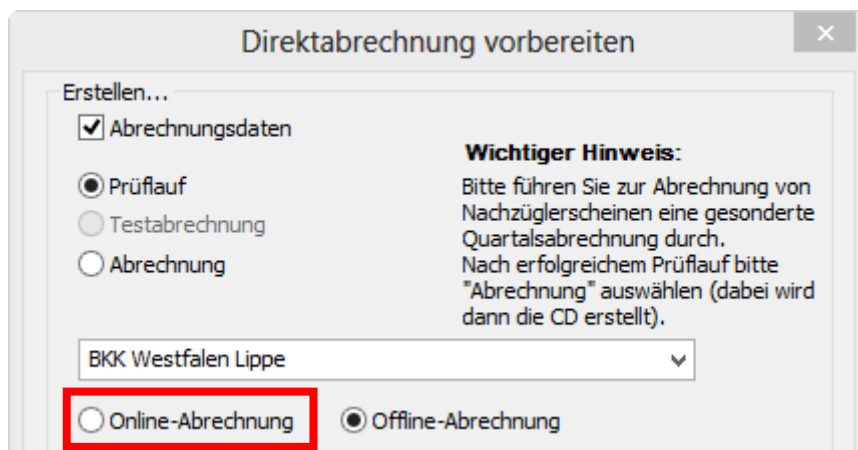 Direktabrechnung vorbereiten
Erstellen...
Abrechnungsdaten
Prüflauf
Testabrechnung
Abrechnung
Wichtiger Hinweis:
Bitte führen Sie zur Abrechnung von
Nachzüglerscheinen eine gesonderte
Quartalsabrechnung durch.
Nach erfolgreichem Prüflauf bitte
"Abrechnung" auswählen (dabei wird
dann die CD erstellt).
BKK Westfalen Lippe
Online-Abrechnung Offline-Abrechnung